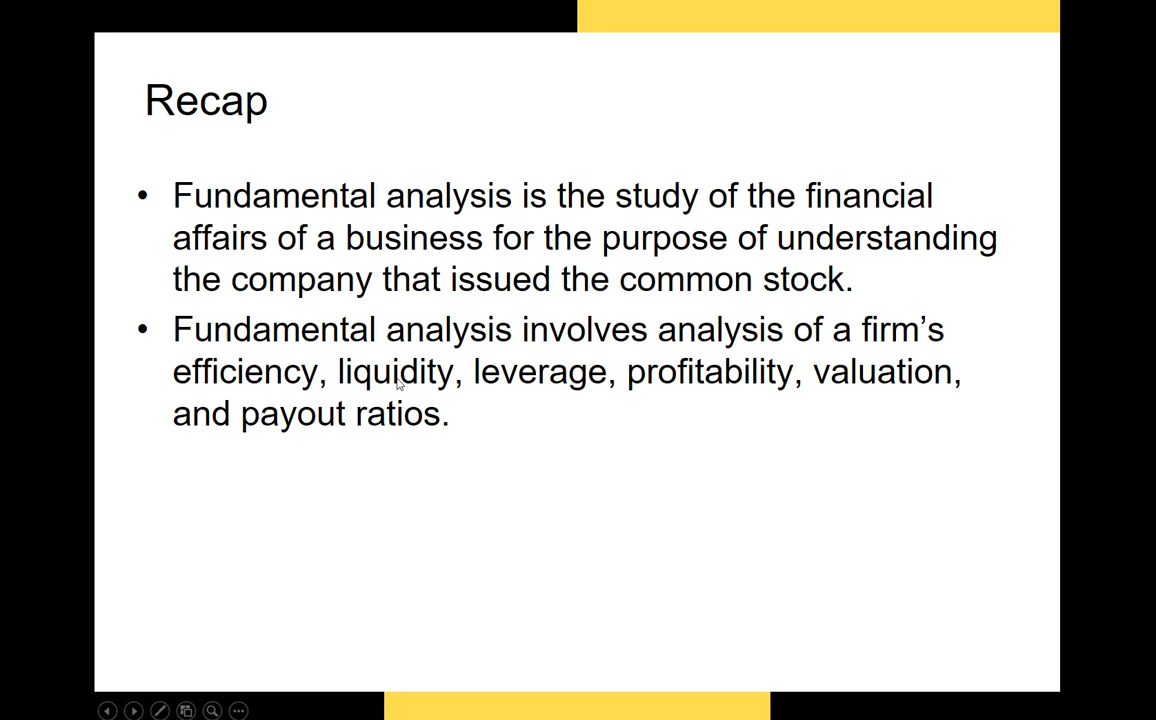 Recap
• Fundamental analysis is the study of the financial
affairs of a business for the purpose of understanding
the company that issued the common stock.
• Fundamental analysis involves analysis of a firm’s
efficiency, liquidity, leverage, profitability, valuation,
and payout ratios.